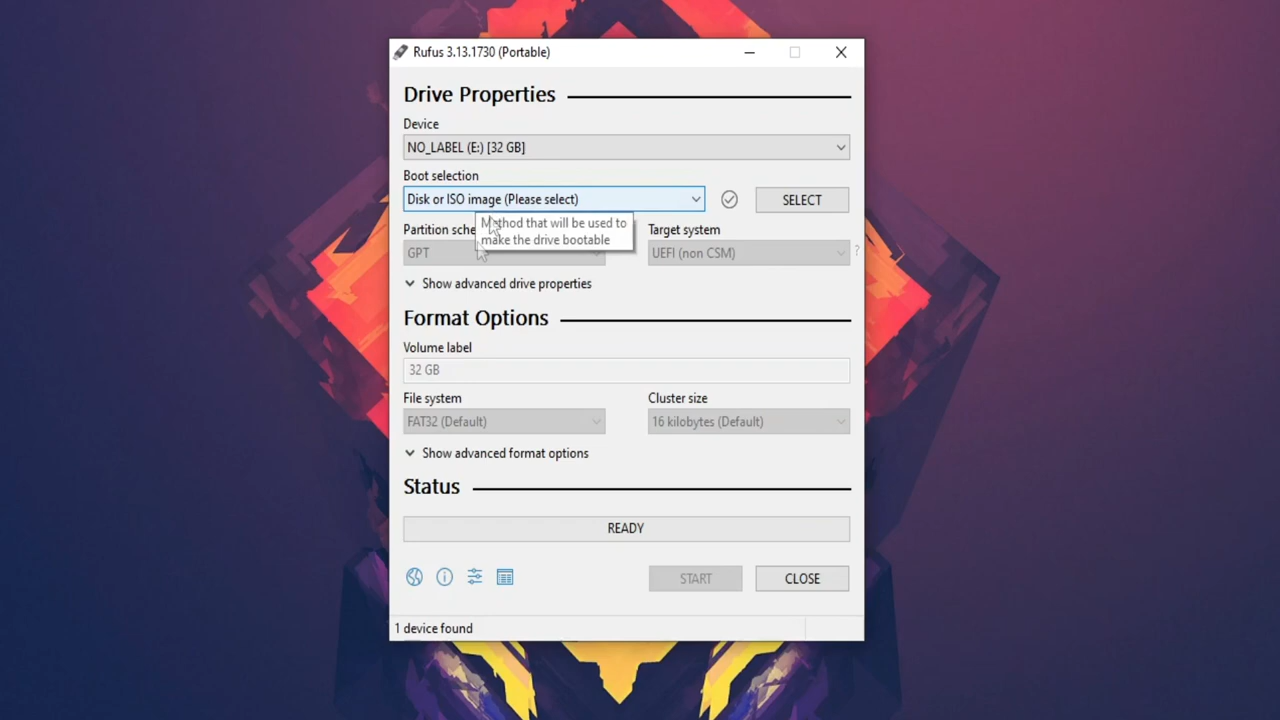 Rufus 3.13.1730 (Portable)
Drive Properties
Device
NO_LABEL (E:) [32 GB]
Boot selection
Disk or ISO image (Please select)
SELECT
Method that will be used to
make the drive bootable
Partition sche
Target system
GPT
UEFI (non CSM)
?
Show advanced drive properties
Format Options
Volume label
32 GB
File system
Cluster size
FAT32 (Default)
16 kilobytes (Default)
Show advanced format options
Status
READY
START
CLOSE
1 device found